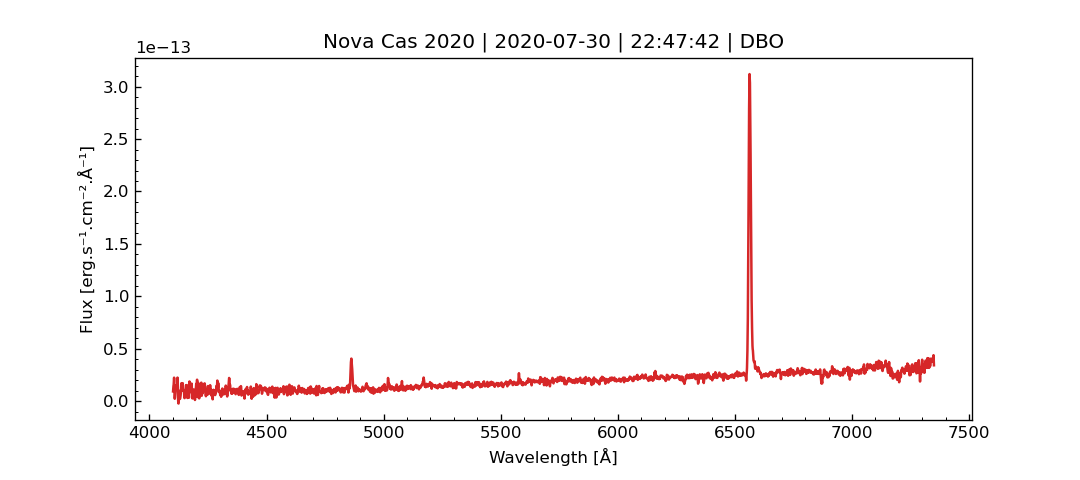 Nova Cas 2020 | 2020-07-30 | 22:47:42 | DBO
1e−13
3.0
2.5
2.0
1.5
1.0
0.5
0.0
Flux [erg.s⁻¹.cm⁻².Å⁻¹]
4000 4500 5000 5500 6000 6500 7000 7500
Wavelength [Å]